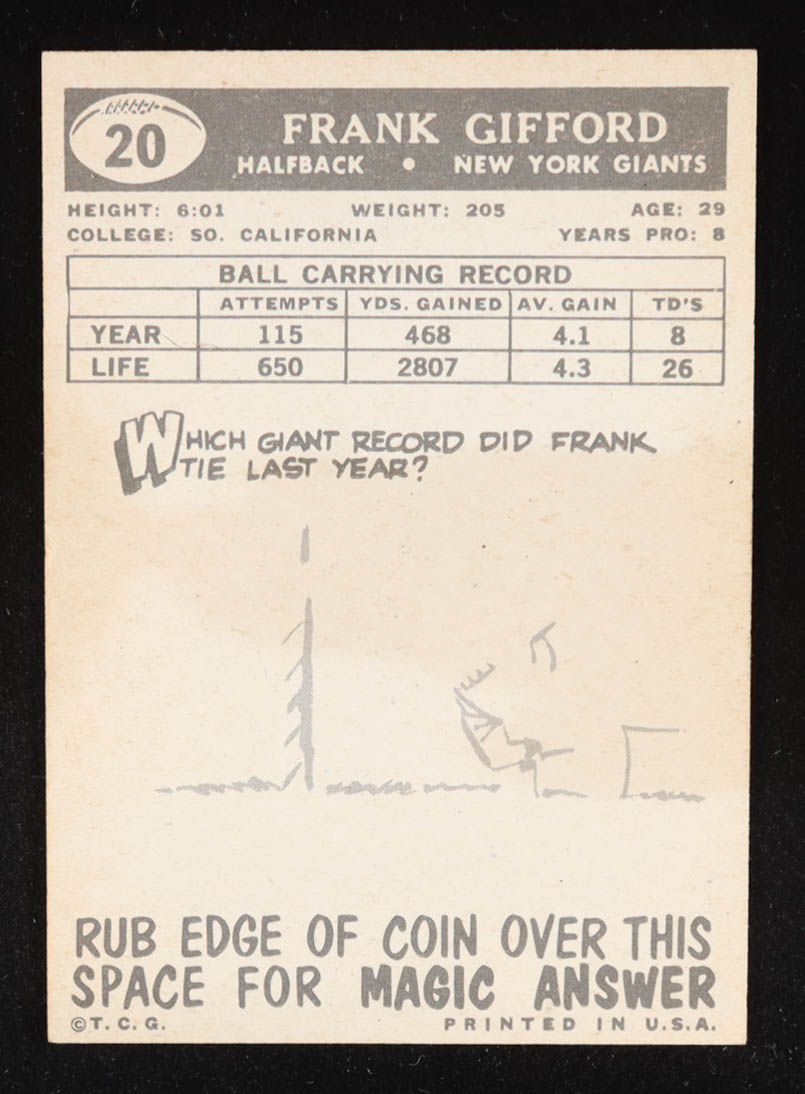 20
FRANK GIFFORD
HALFBACK • NEW YORK GIANTS
HEIGHT: 6:01 WEIGHT: 205 AGE: 29
COLLEGE: SO. CALIFORNIA YEARS PRO: 8
BALL CARRYING RECORD
ATTEMPTS YDS. GAINED AV. GAIN TD'S
YEAR 115 468 4.1 8
LIFE 650 2807 4.3 26
WHICH GIANT RECORD DID FRANK
TIE LAST YEAR?
RUB EDGE OF COIN OVER THIS
SPACE FOR MAGIC ANSWER
©T.C.G. PRINTED IN U.S.A.